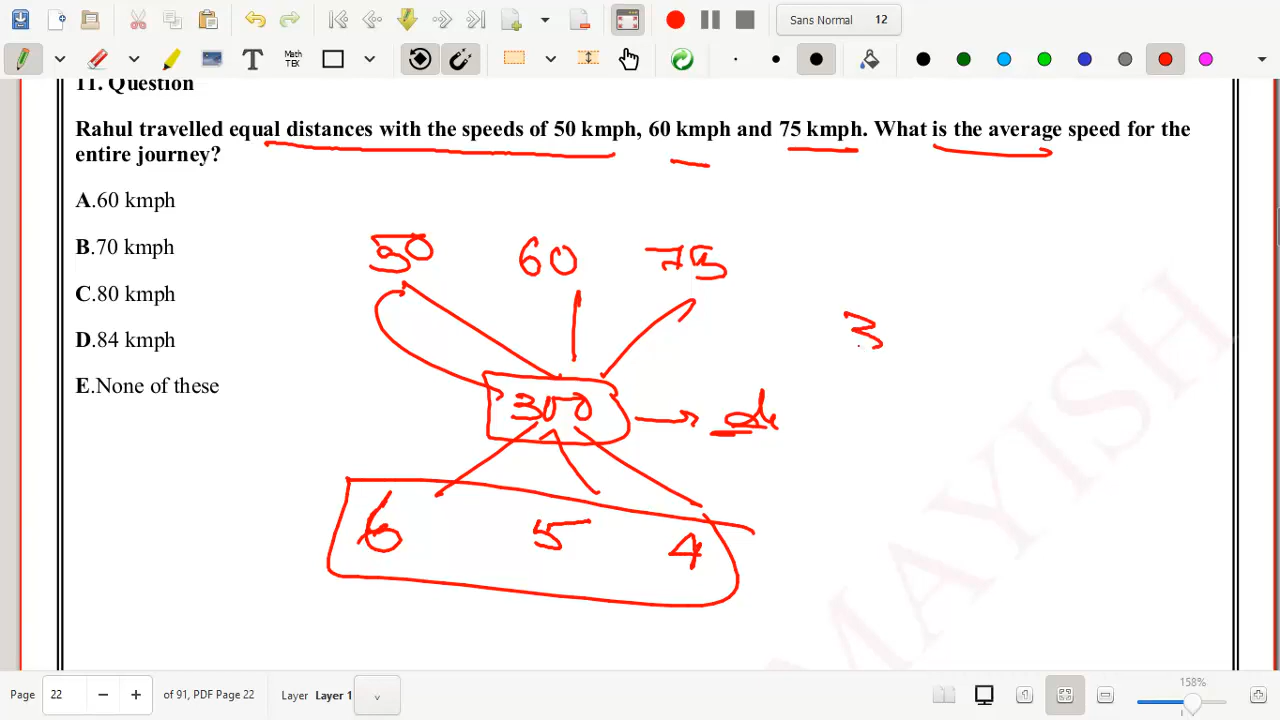 Sans Normal 12
Math
TEX
11. Question
Rahul travelled equal distances with the speeds of 50 kmph, 60 kmph and 75 kmph. What is the average speed for the
entire journey?
A.60 kmph
B.70 kmph
C.80 kmph
D.84 kmph
E.None of these
50 60 75
3
300
6 5 4
MAYISH
Page 22 of 91, PDF Page 22 Layer Layer 1 158%